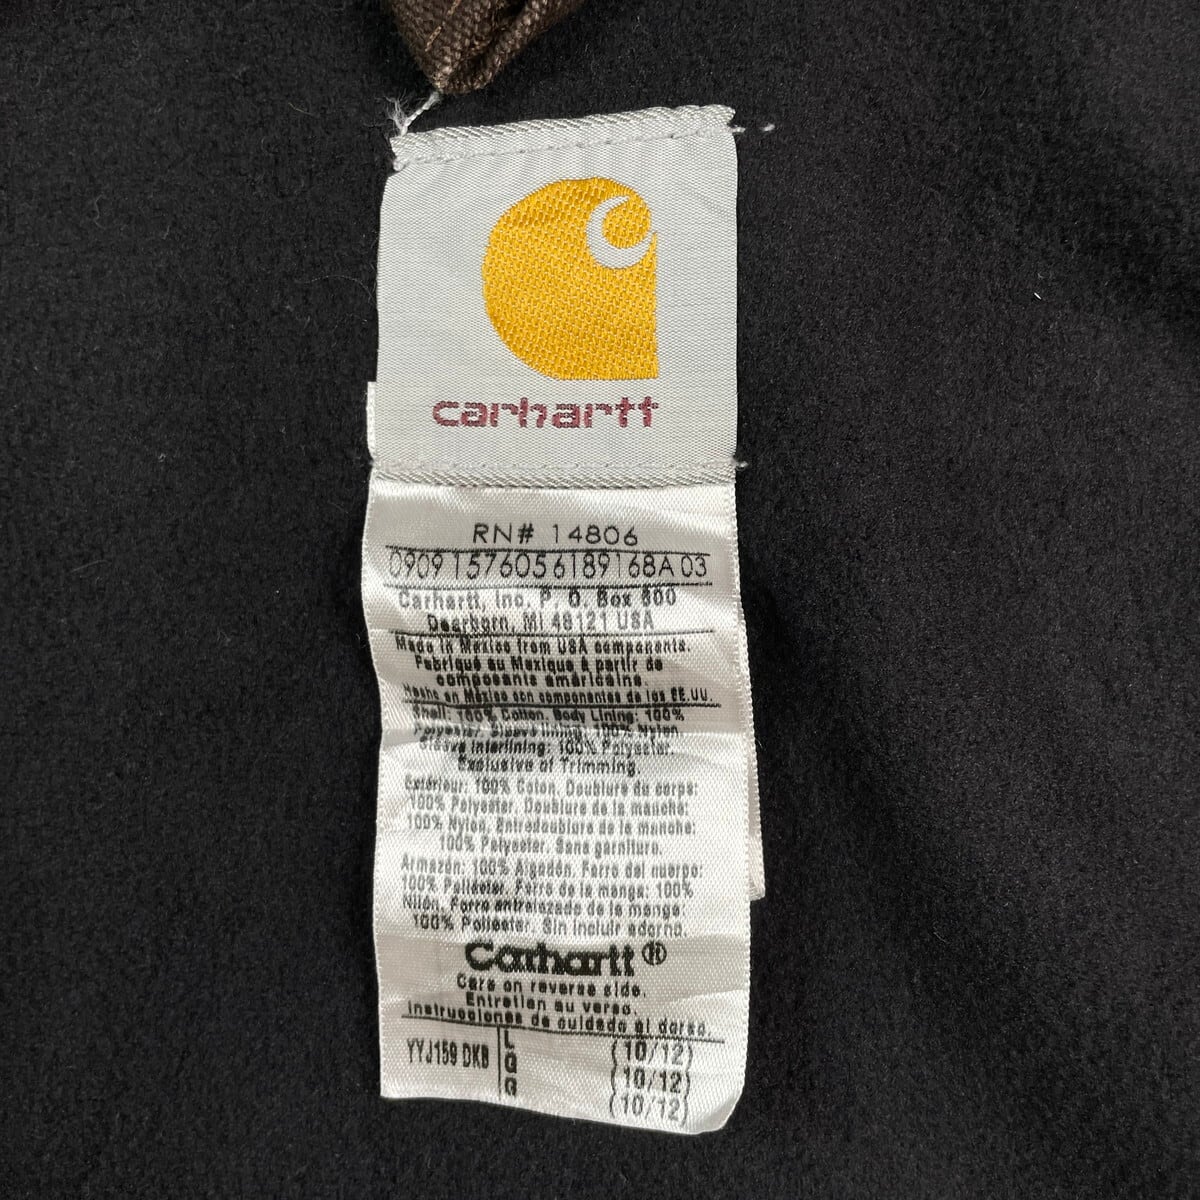 carhartt
RN# 14806
0909157605618 9168A 03
Carhartt, Inc. P. O. Box 600
Dearborn, MI 48121 USA
Made in Mexico from USA components.
Fabriqué au Mexique à partir de
composants américains.
Hecho en México con componentes de los EE.UU.
Shell: 100% Cotton. Body Lining: 100%
Polyester. Sleeve Lining: 100% Nylon
Sleeve Interlining: 100% Polyester.
Exclusive of Trimming.
Extérieur: 100% Coton. Doublure du corps:
100% Polyester. Doublure de la manche:
100% Nylon. Entredoublure de la manche:
100% Polyester. Sans garniture.
Armazón: 100% Algodón. Forro del cuerpo:
100% Poliéster. Forro de la manga: 100%
Nilón. Forro entrelazado de la manga:
100% Poliéster. Sin incluir adorno.
Carhartt®
Care on reverse side.
Entretien au verso.
Instrucciones de cuidado al dorso.
YYJ159 DKB L (10/12)
G (10/12)
G (10/12)